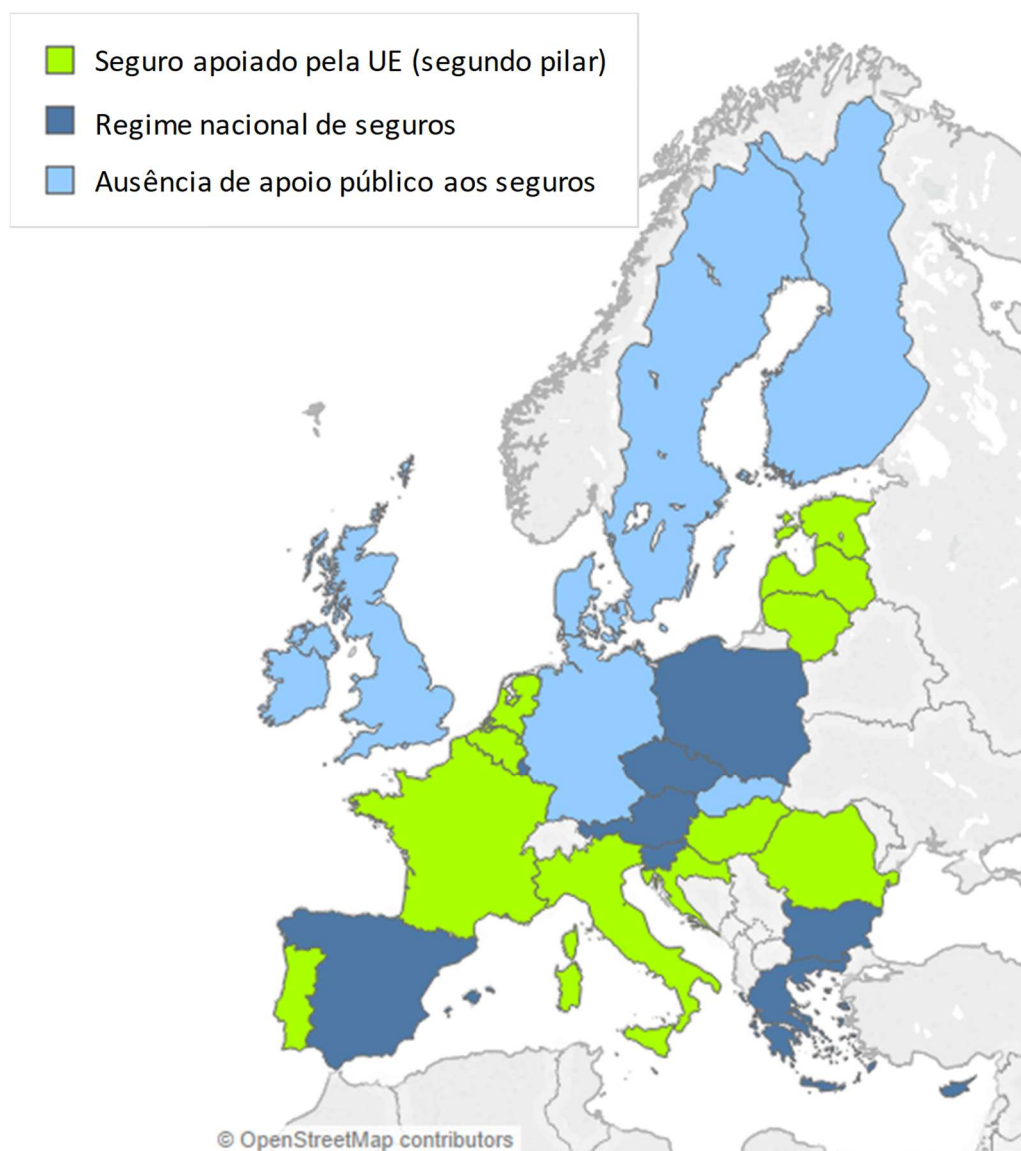 Seguro apoiado pela UE (segundo pilar)
Regime nacional de seguros
Ausência de apoio público aos seguros
© OpenStreetMap contributors